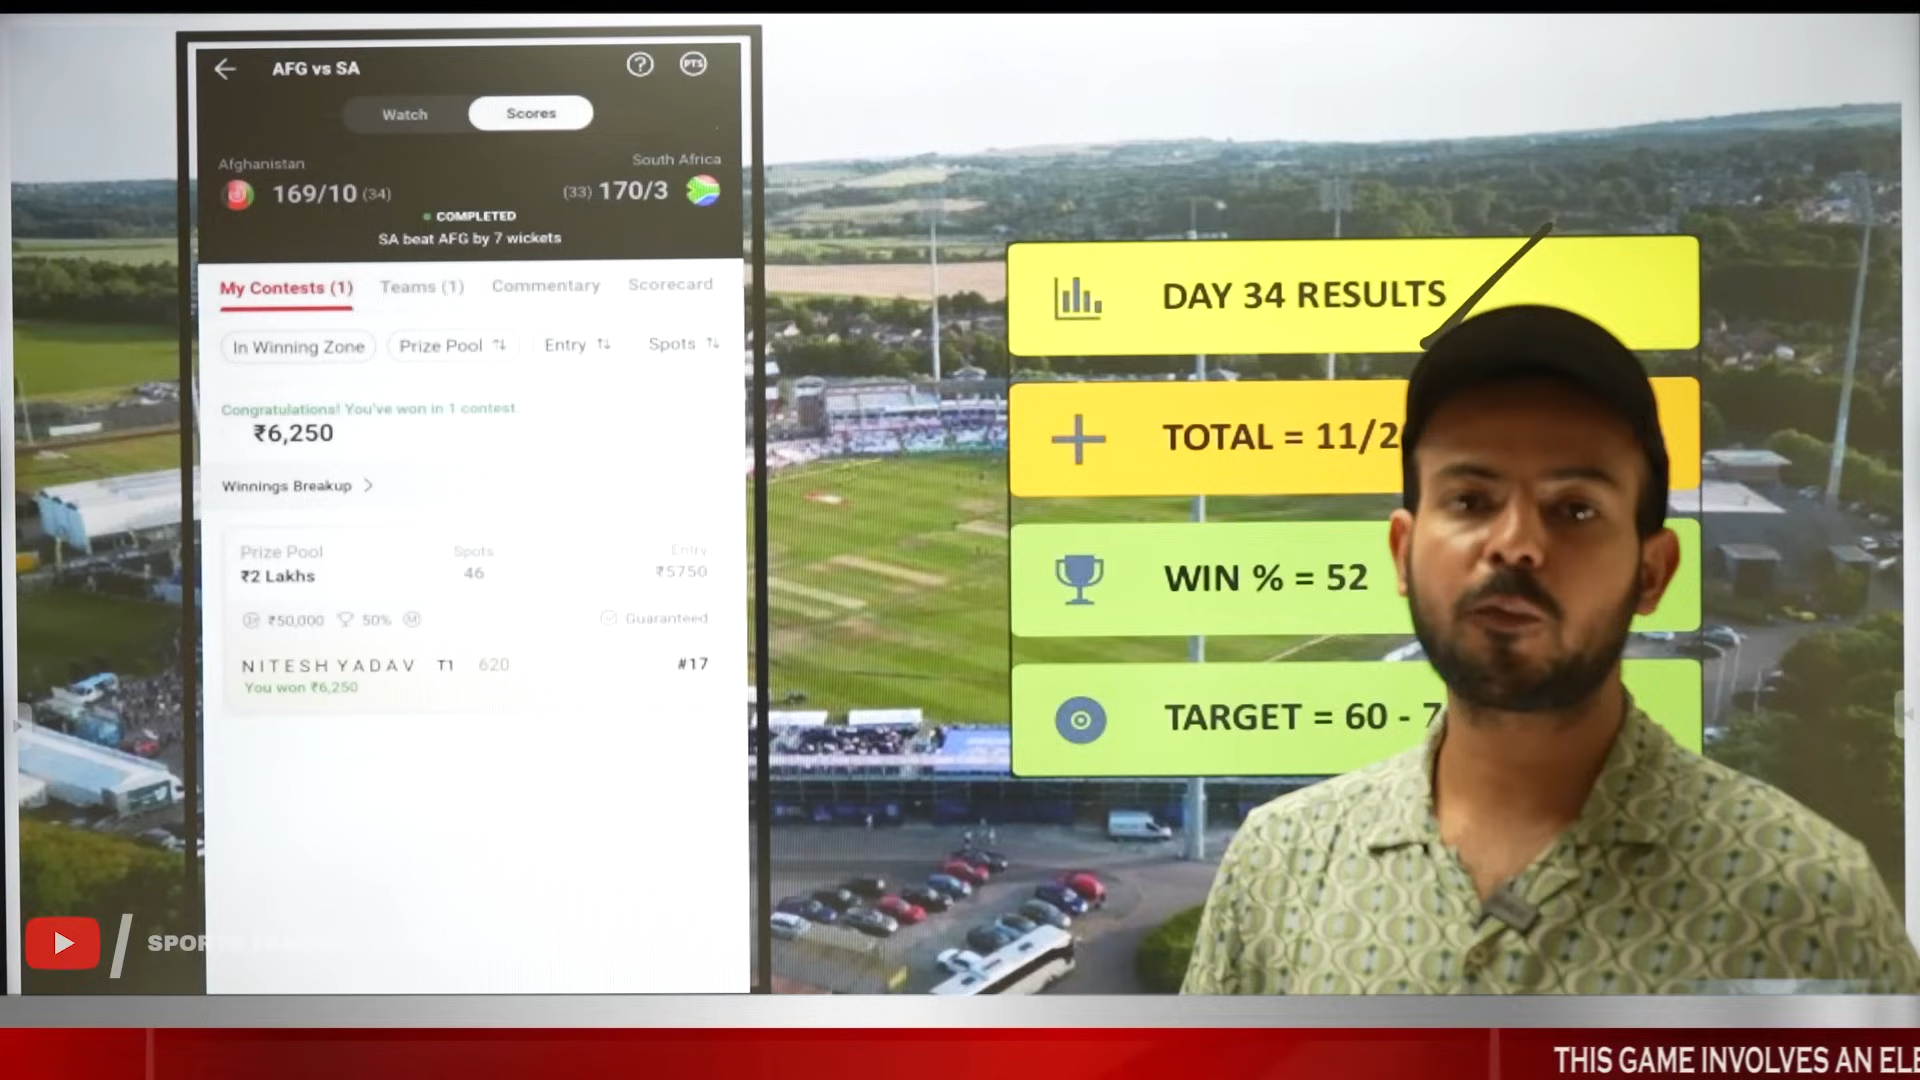 AFG vs SA
?
PTS
Watch
Scores
Afghanistan
South Africa
169/10 (34)
(33) 170/3
COMPLETED
SA beat AFG by 7 wickets
My Contests (1)
Teams (1)
Commentary
Scorecard
In Winning Zone
Prize Pool
Entry
Spots
Congratulations! You've won in 1 contest.
₹6,250
Winnings Breakup
Prize Pool
Spots
Entry
₹2 Lakhs
46
₹5750
₹50,000
50%
M
Guaranteed
NITESH YADAV T1 620
#17
You won ₹6,250
DAY 34 RESULTS
TOTAL = 11/2
WIN % = 52
TARGET = 60 - 7
THIS GAME INVOLVES AN ELE